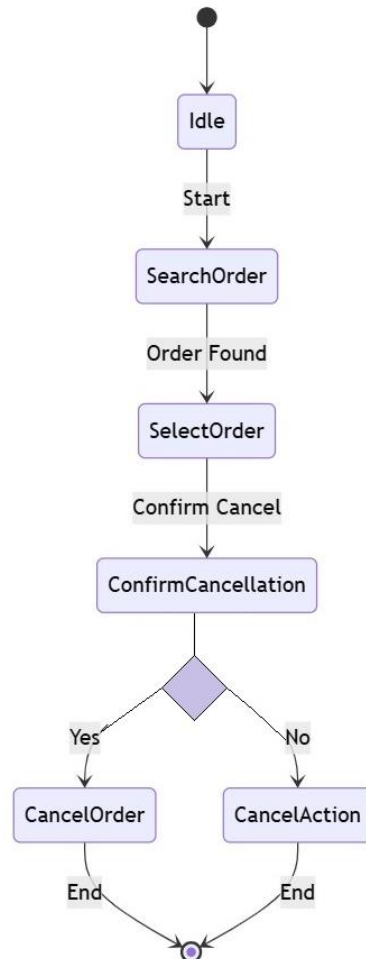 Idle
Start
SearchOrder
Order Found
SelectOrder
Confirm Cancel
ConfirmCancellation
Yes
No
CancelOrder
CancelAction
End
End